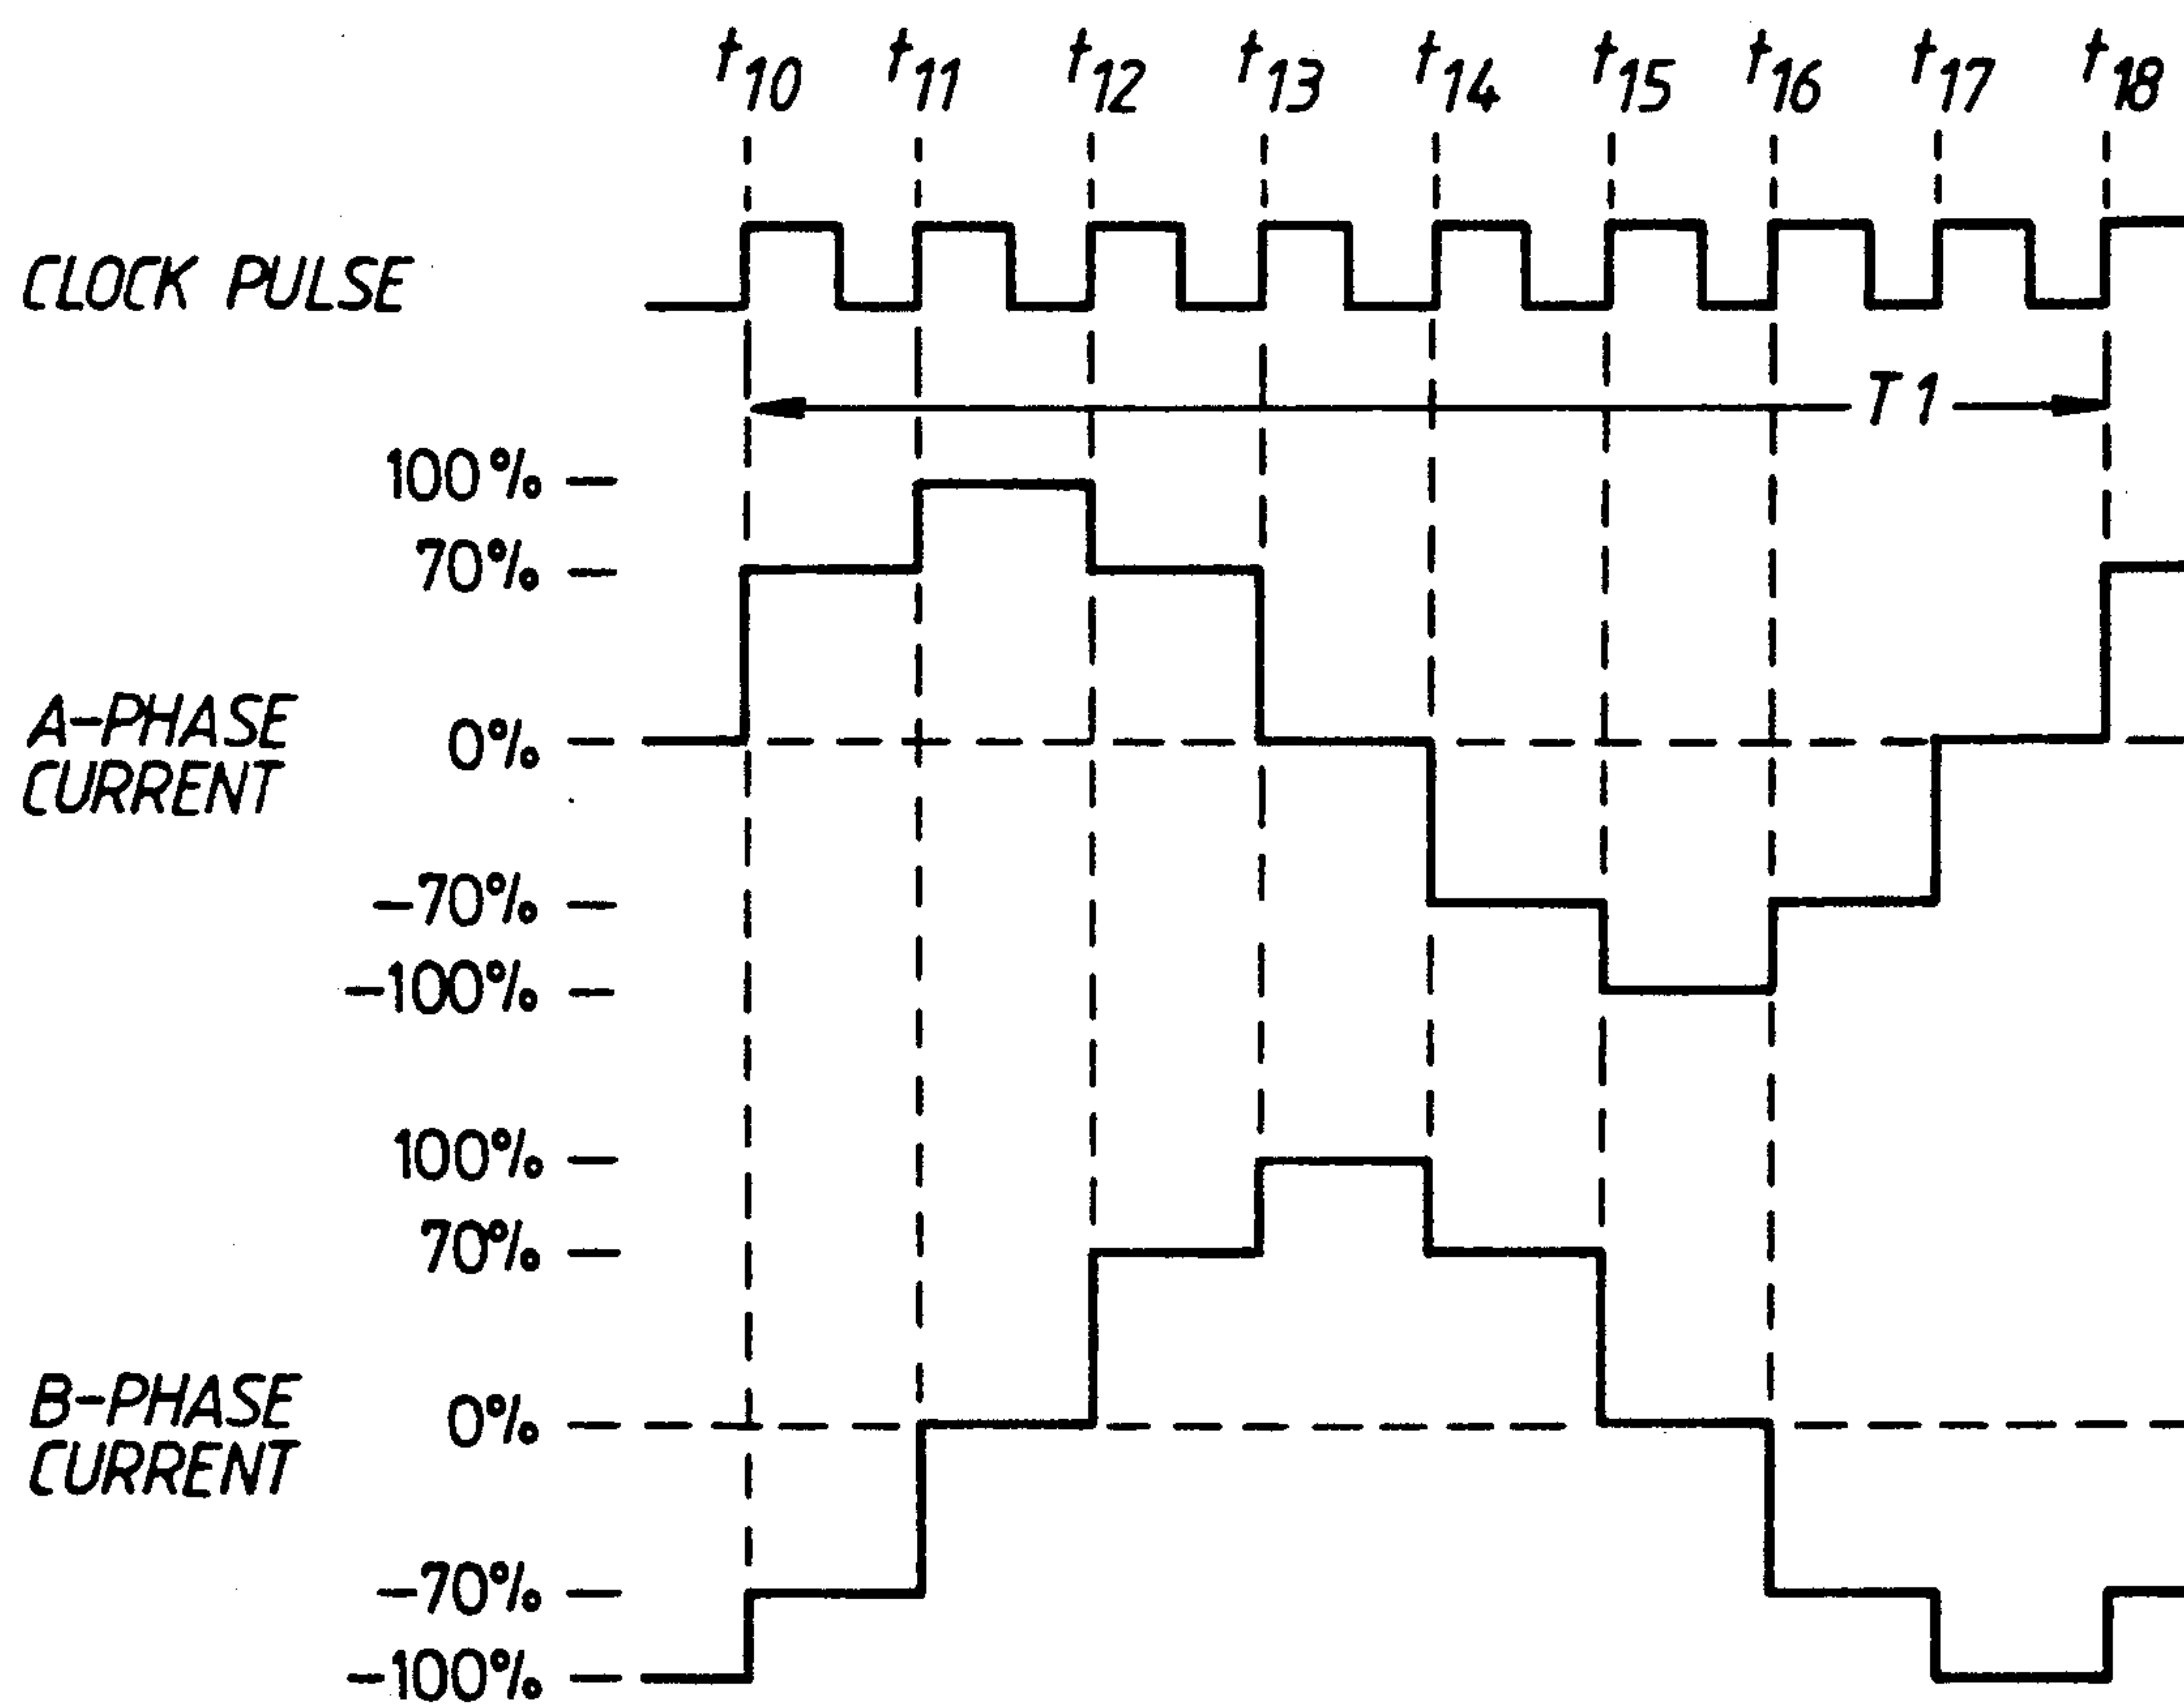 t10 t11 t12 t13 t14 t15 t16 t17 t18
CLOCK PULSE
T1
100%
70%
A-PHASE
CURRENT
0%
-70%
-100%
100%
70%
B-PHASE
CURRENT
0%
-70%
-100%